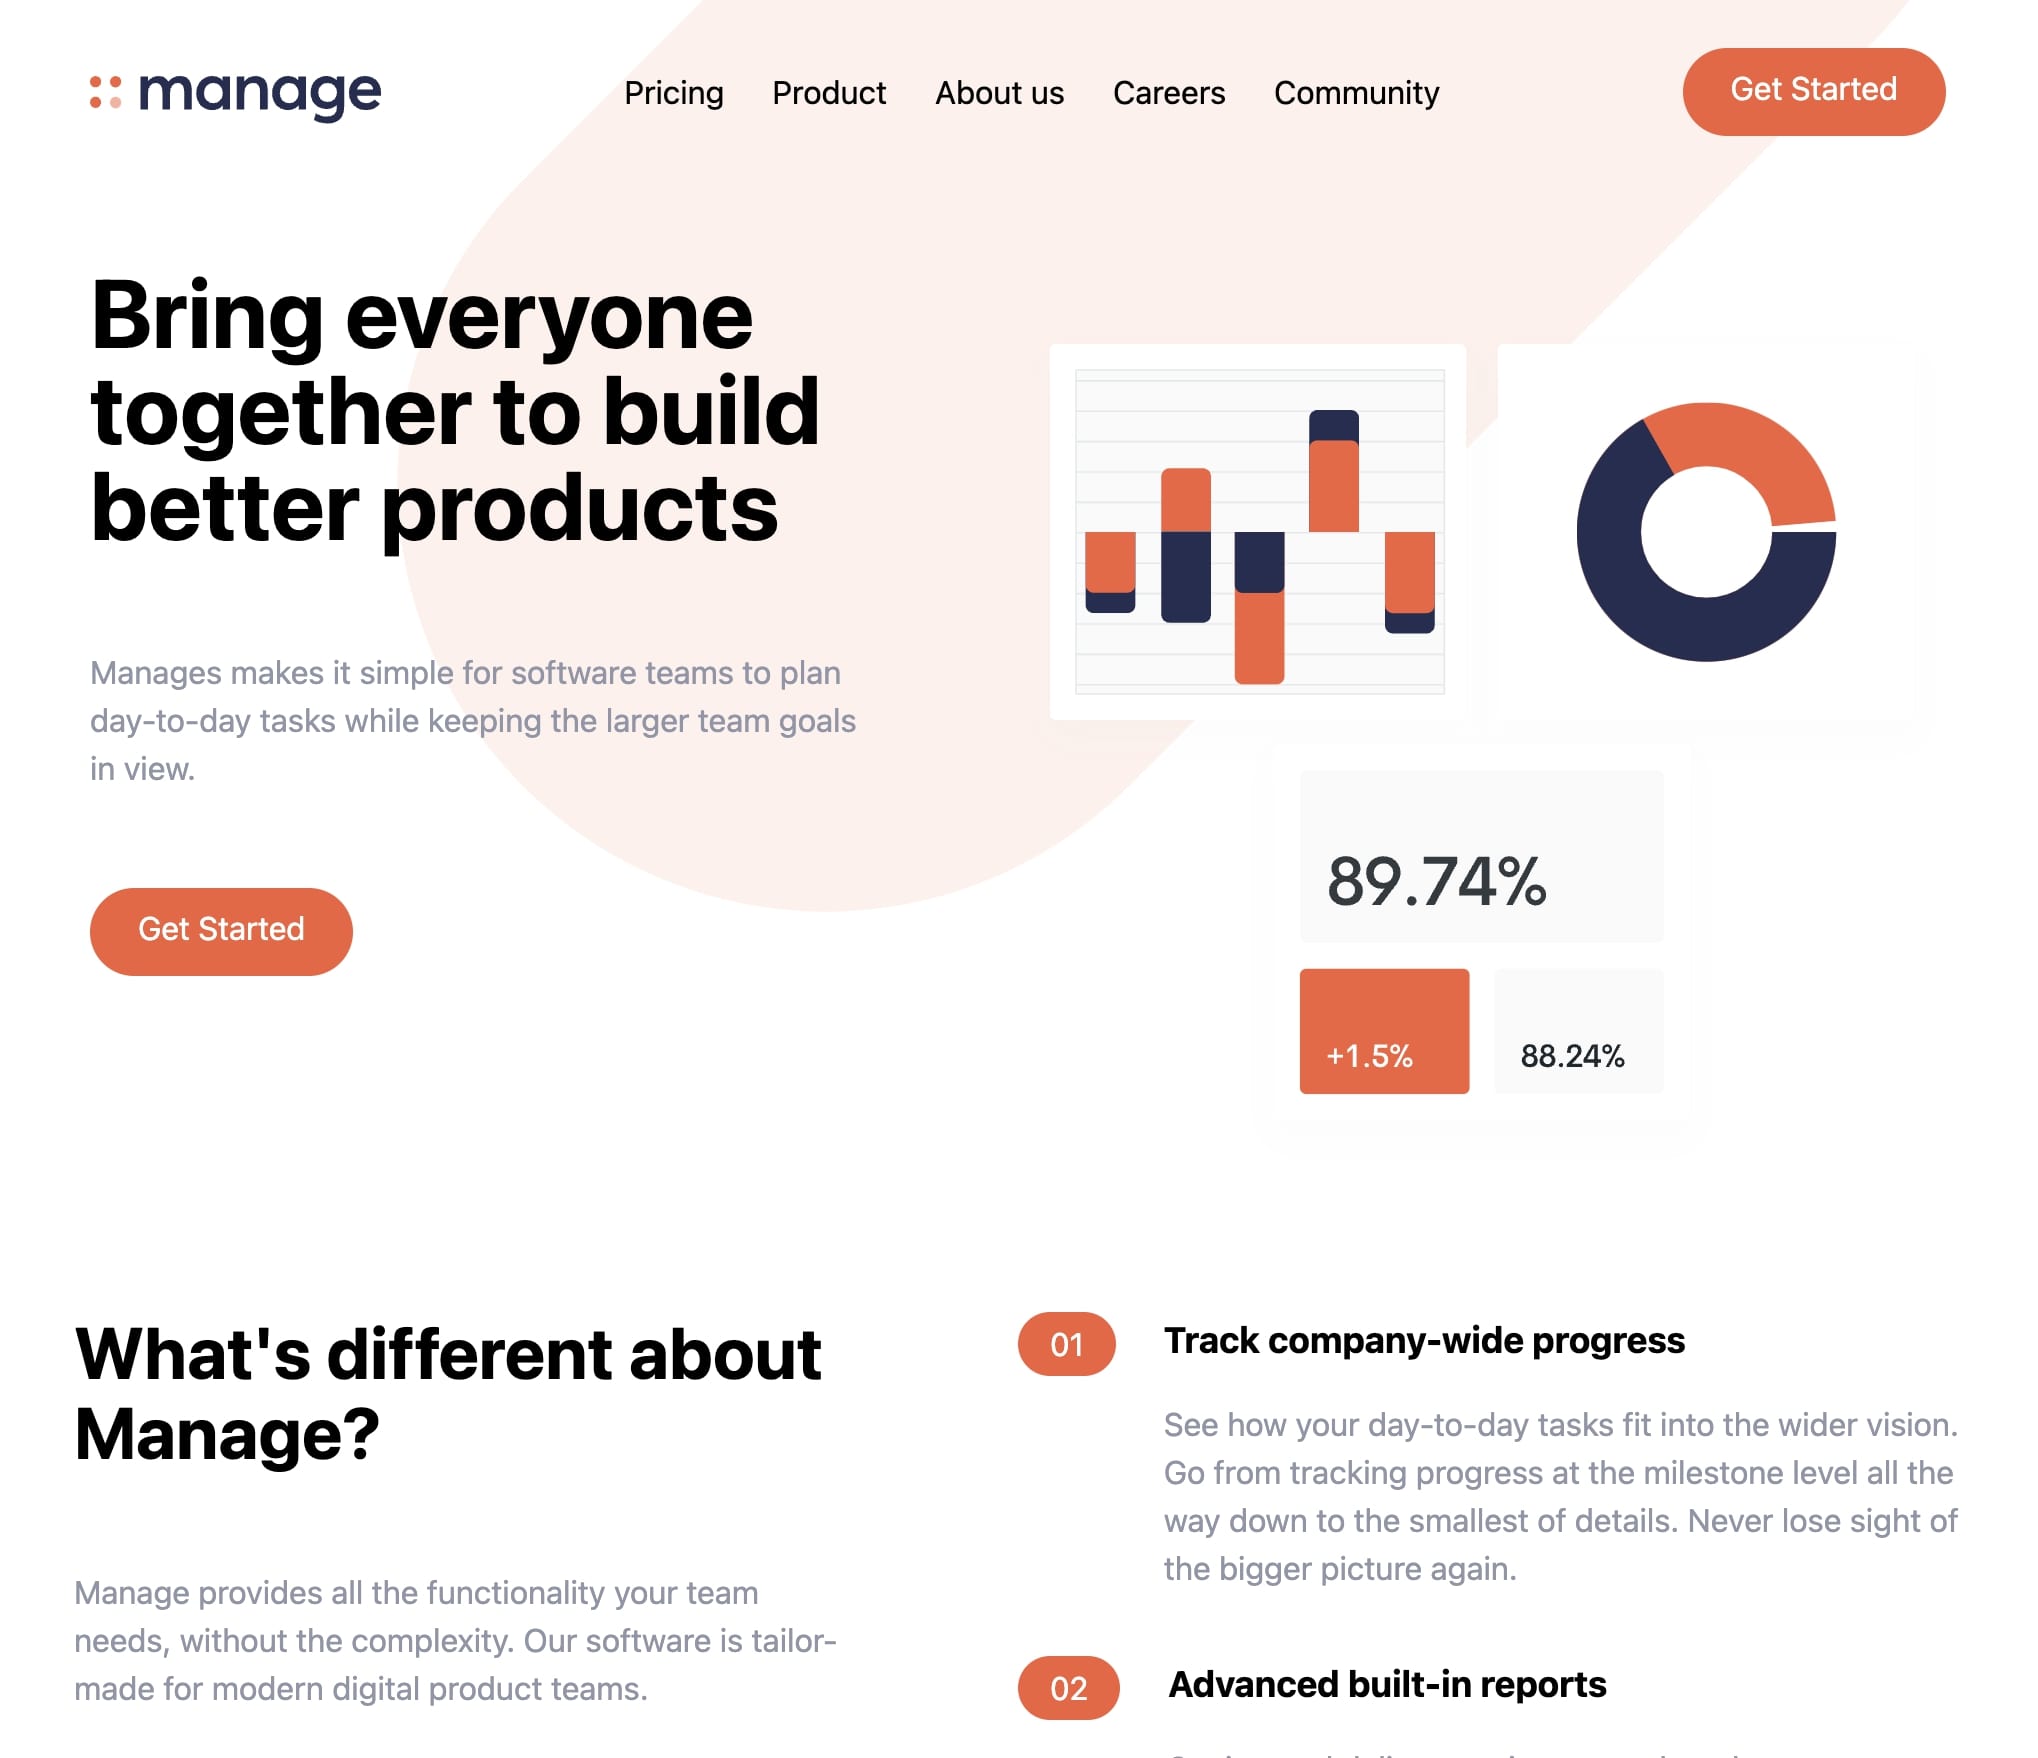 manage
Pricing
Product
About us
Careers
Community
Get Started
Bring everyone
together to build
better products
Manages makes it simple for software teams to plan
day-to-day tasks while keeping the larger team goals
in view.
Get Started
89.74%
+1.5%
88.24%
What's different about
Manage?
Manage provides all the functionality your team
needs, without the complexity. Our software is tailor-
made for modern digital product teams.
01
Track company-wide progress
See how your day-to-day tasks fit into the wider vision.
Go from tracking progress at the milestone level all the
way down to the smallest of details. Never lose sight of
the bigger picture again.
02
Advanced built-in reports